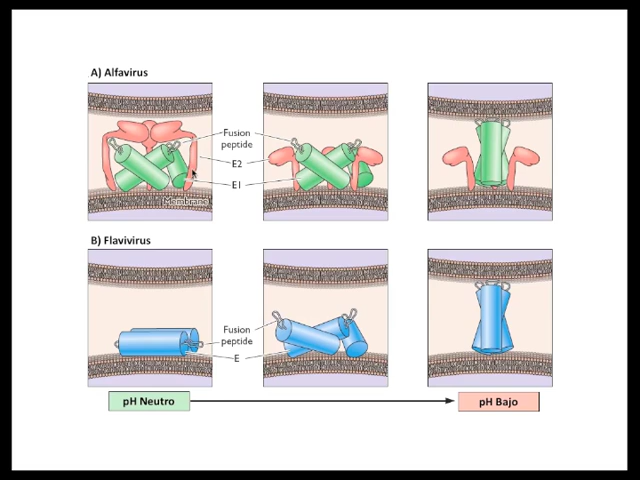 A) Alfavirus
Fusion
peptide
E2
E1
Membrane
B) Flavivirus
Fusion
peptide
E
pH Neutro
pH Bajo